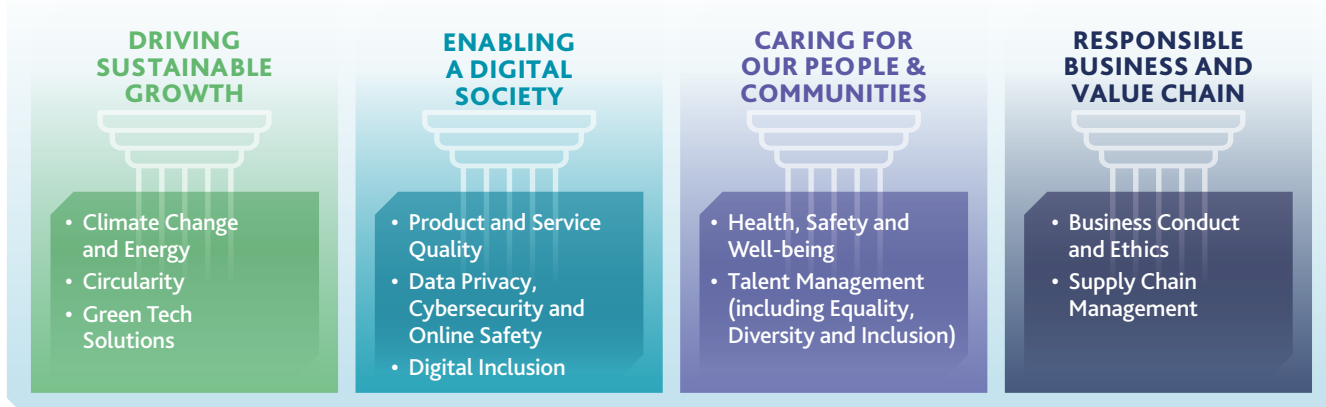 DRIVING
SUSTAINABLE
GROWTH
• Climate Change
and Energy
• Circularity
• Green Tech
Solutions
ENABLING
A DIGITAL
SOCIETY
• Product and Service
Quality
• Data Privacy,
Cybersecurity and
Online Safety
• Digital Inclusion
CARING FOR
OUR PEOPLE &
COMMUNITIES
• Health, Safety and
Well-being
• Talent Management
(including Equality,
Diversity and Inclusion)
RESPONSIBLE
BUSINESS AND
VALUE CHAIN
• Business Conduct
and Ethics
• Supply Chain
Management